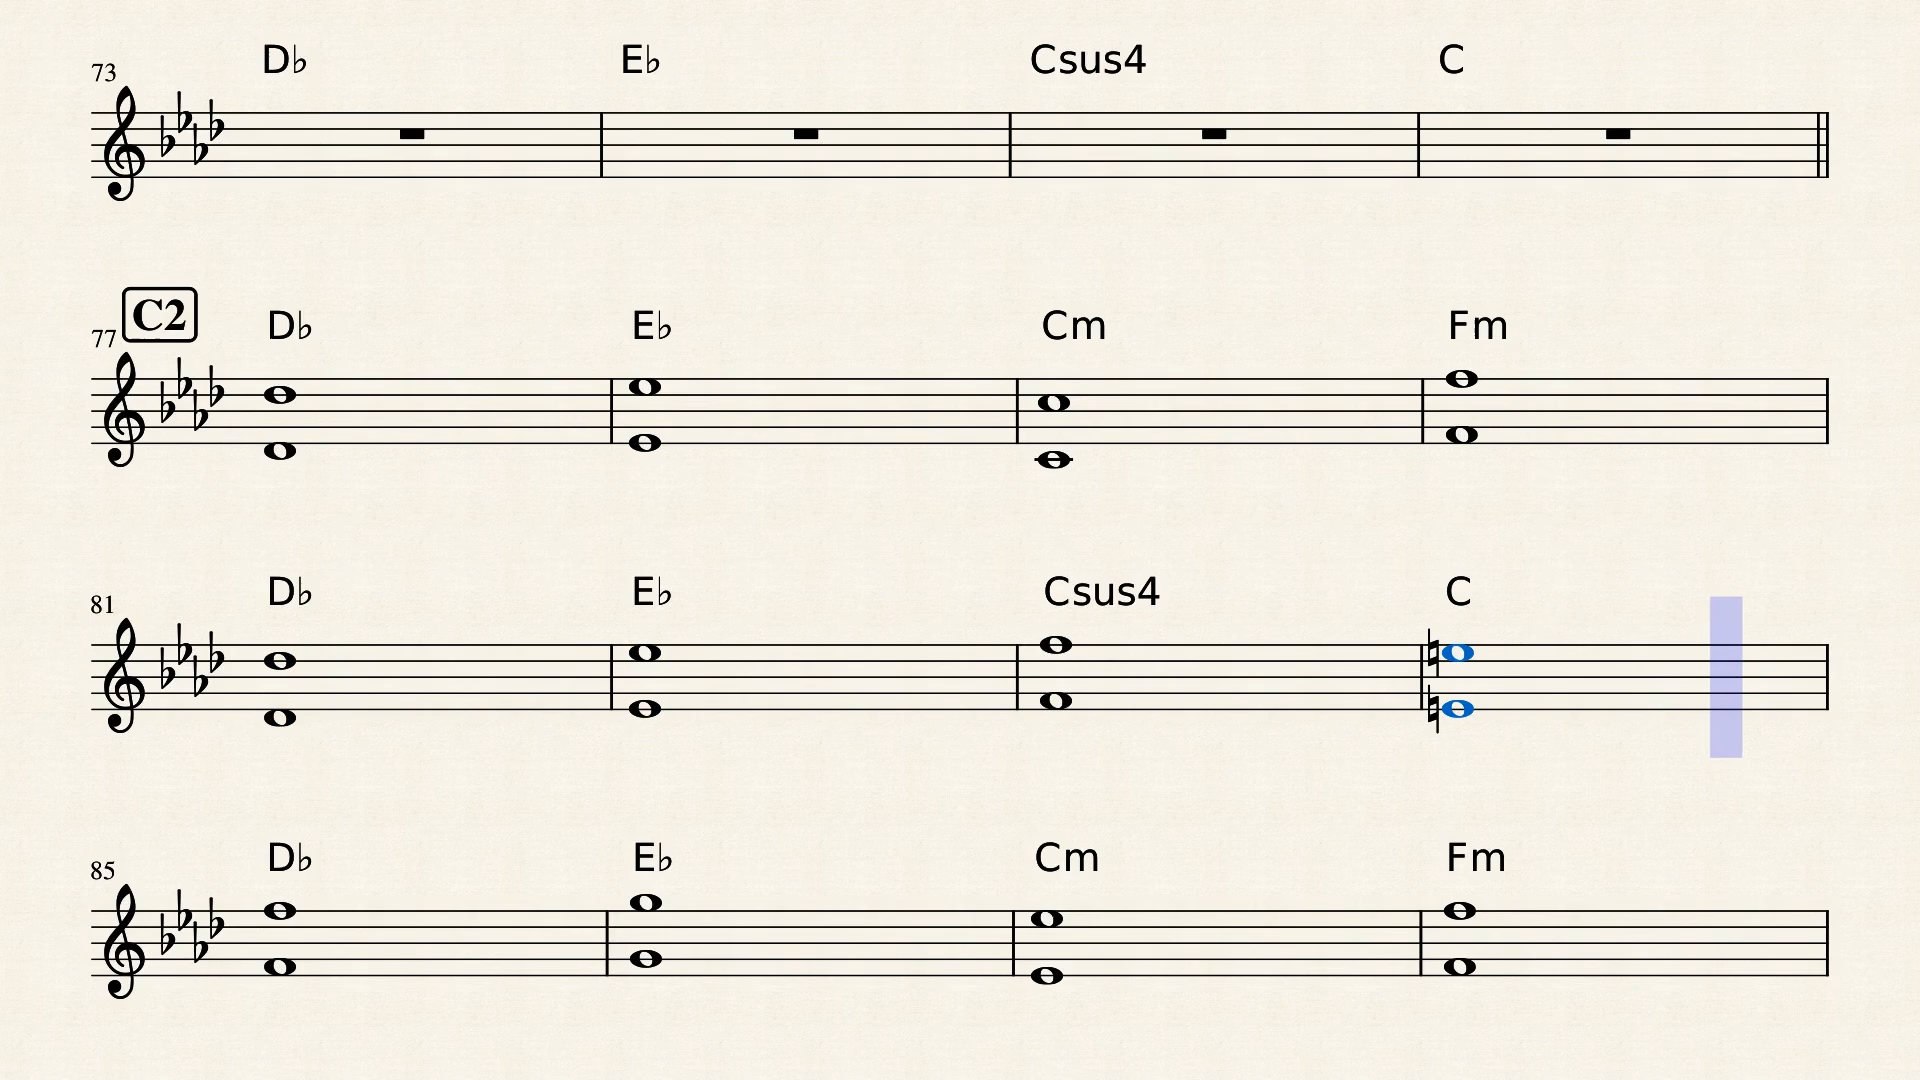 D♭ E♭ Csus4 C
73
C2
D♭ E♭ Cm Fm
77
D♭ E♭ Csus4 C
81
D♭ E♭ Cm Fm
85